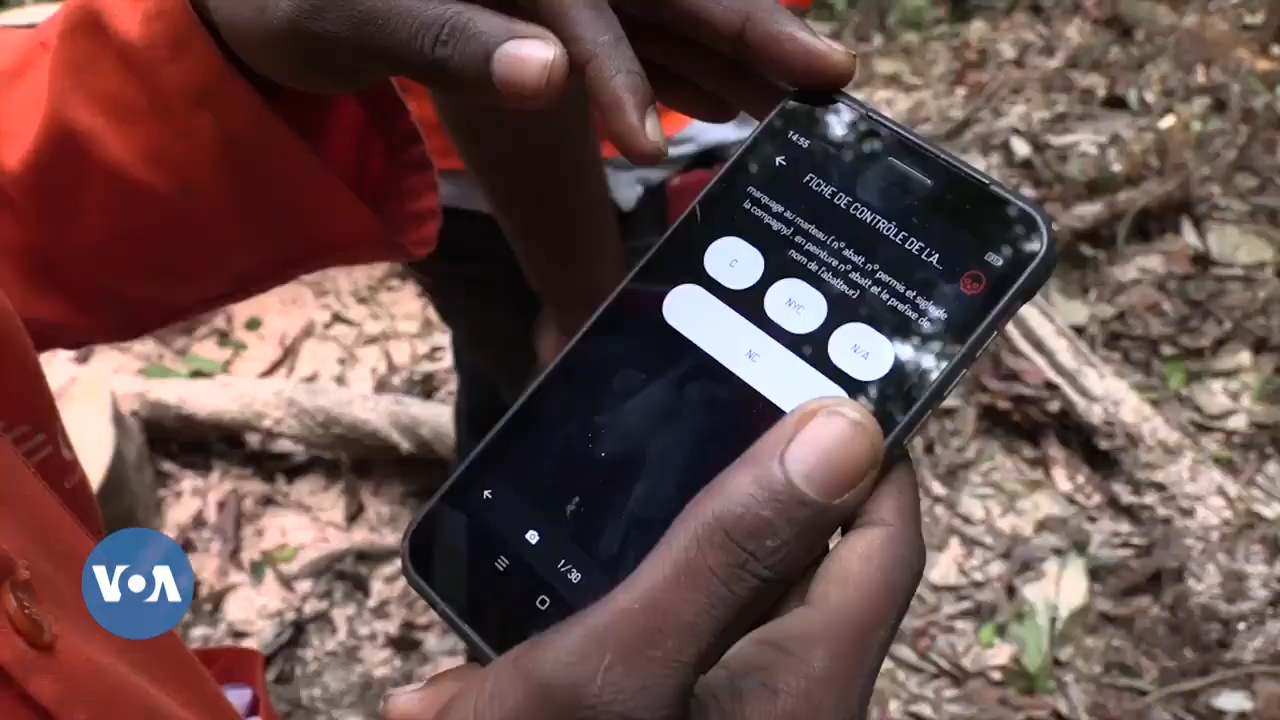 14:55
FICHE DE CONTRÔLE DE L'A...
marquage au marteau ( n° abatt, n° permis et sigle de
la compagny) , en peinture n° abatt et le prefixe de
nom de l'abatteur)
C
NYC
N/A
NC
1/30
VOA